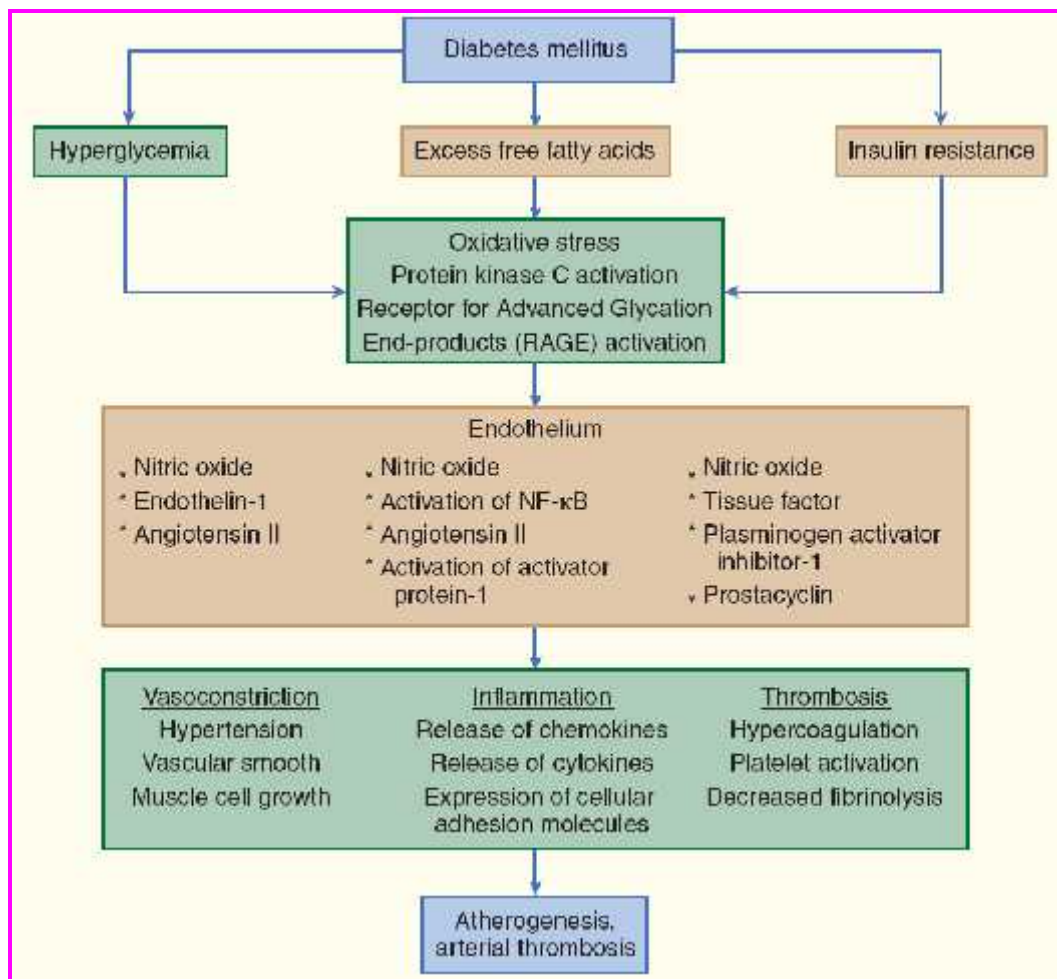 Diabetes mellitus
Hyperglycemia
Excess free fatty acids
Insulin resistance
Oxidative stress
Protein kinase C activation
Receptor for Advanced Glycation
End-products (RAGE) activation
Endothelium
Nitric oxide
Endothelin-1
Angiotensin II
Nitric oxide
Activation of NF-κB
Angiotensin II
Activation of activator
protein-1
Nitric oxide
Tissue factor
Plasminogen activator
inhibitor-1
Prostacyclin
Vasoconstriction
Hypertension
Vascular smooth
Muscle cell growth
Inflammation
Release of chemokines
Release of cytokines
Expression of cellular
adhesion molecules
Thrombosis
Hypercoagulation
Platelet activation
Decreased fibrinolysis
Atherogenesis,
arterial thrombosis